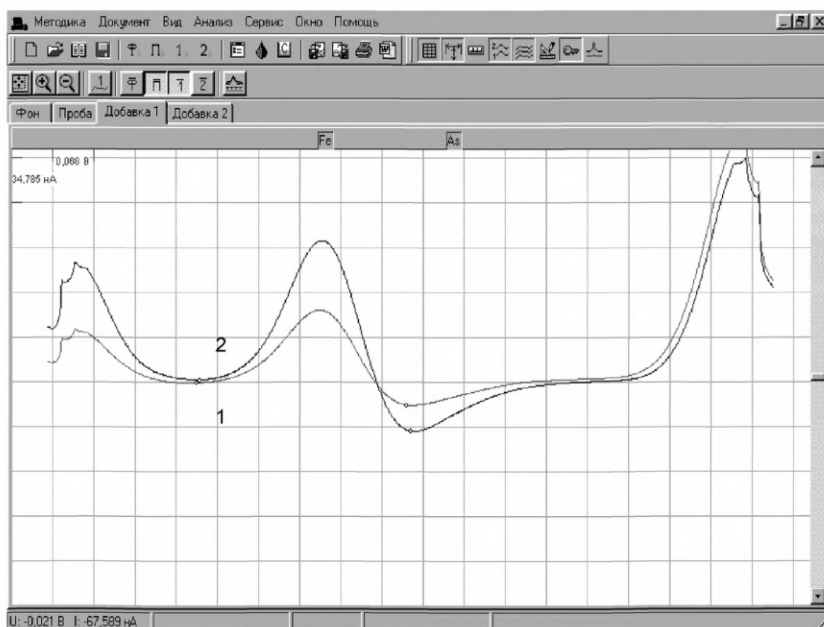 Методика Документ Вид Анализ Сервис Окно Помощь
Фон Проба Добавка 1 Добавка 2
Fe As
0,068 В
34,785 нА
2
1
U: -0,021 В I: -67,589 нА